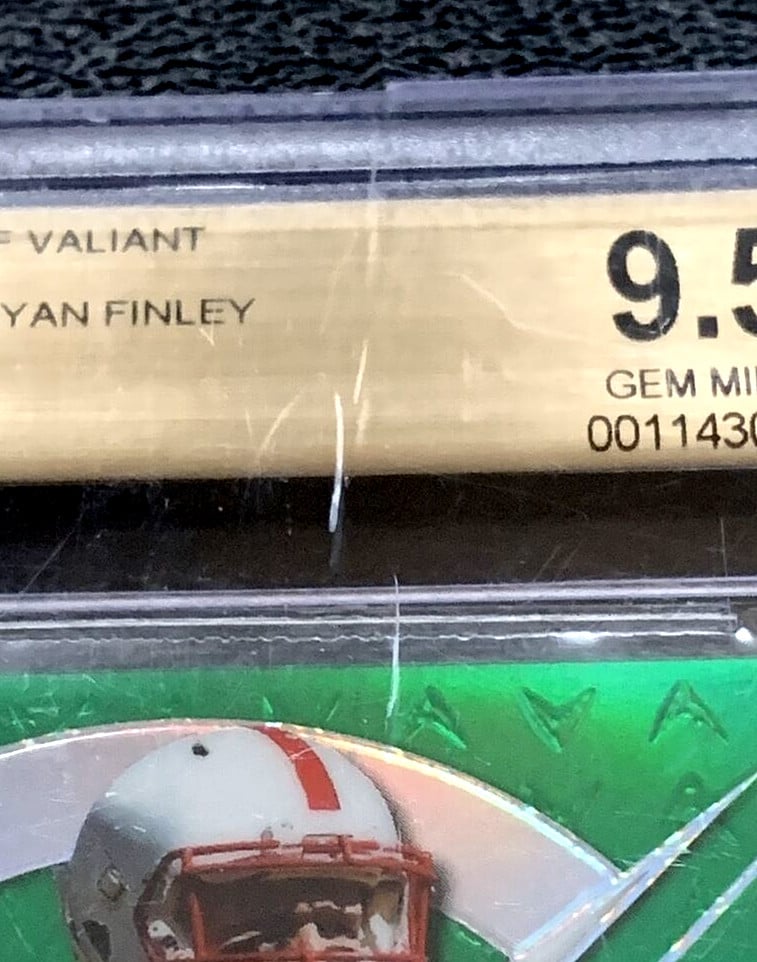 F VALIANT
YAN FINLEY
9.5
GEM MI
0011430